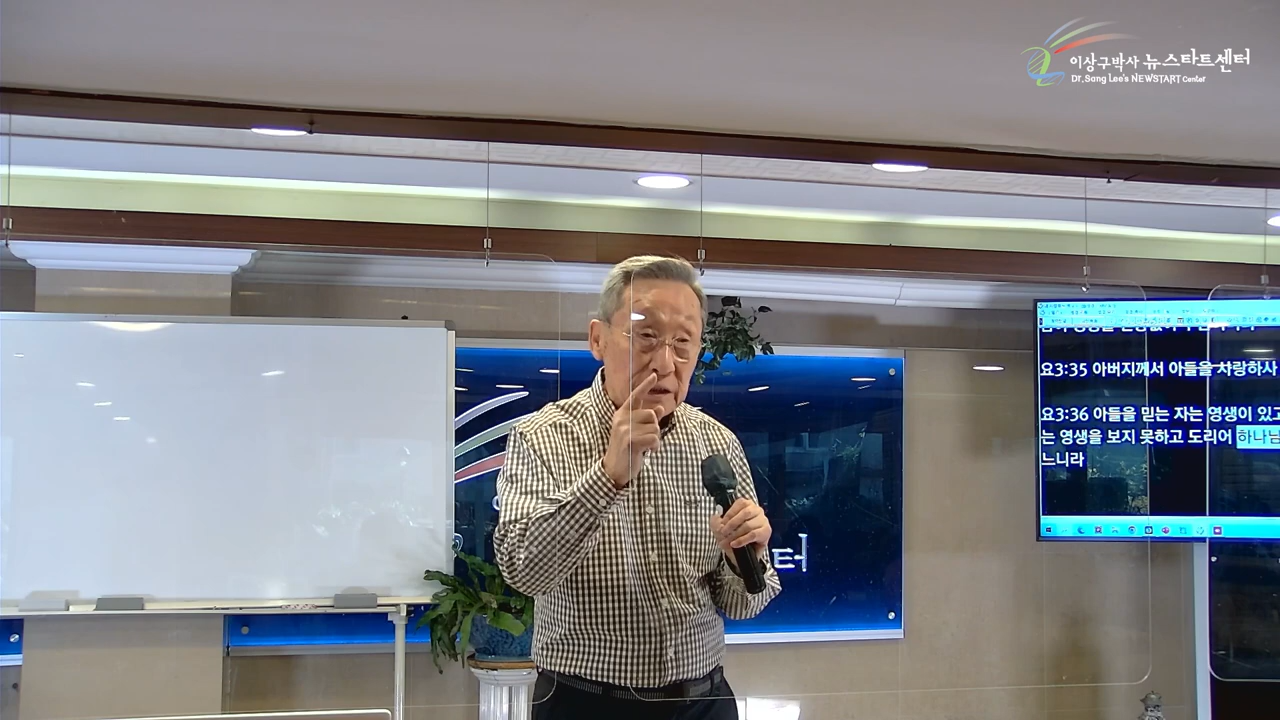 이상구박사 뉴스타트센터
Dr. Sang Lee's NEWSTART Center
요3:35 아버지께서 아들을 사랑하사
요3:36 아들을 믿는 자는 영생이 있고
는 영생을 보지 못하고 도리어 하나님
느니라
터